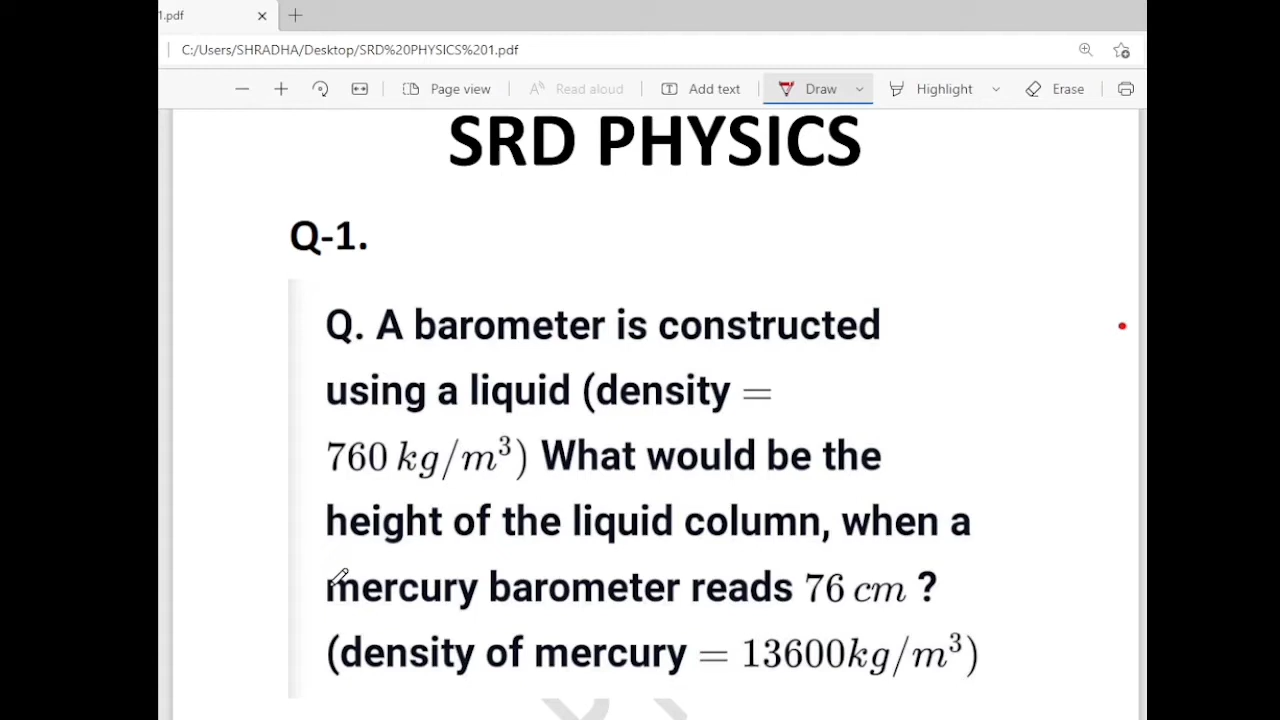 1.pdf
C:/Users/SHRADHA/Desktop/SRD%20PHYSICS%201.pdf
Page view
Read aloud
Add text
Draw
Highlight
Erase
SRD PHYSICS
Q-1.
Q. A barometer is constructed
using a liquid (density =
760 kg/m³) What would be the
height of the liquid column, when a
mercury barometer reads 76 cm ?
(density of mercury = 13600kg/m³)